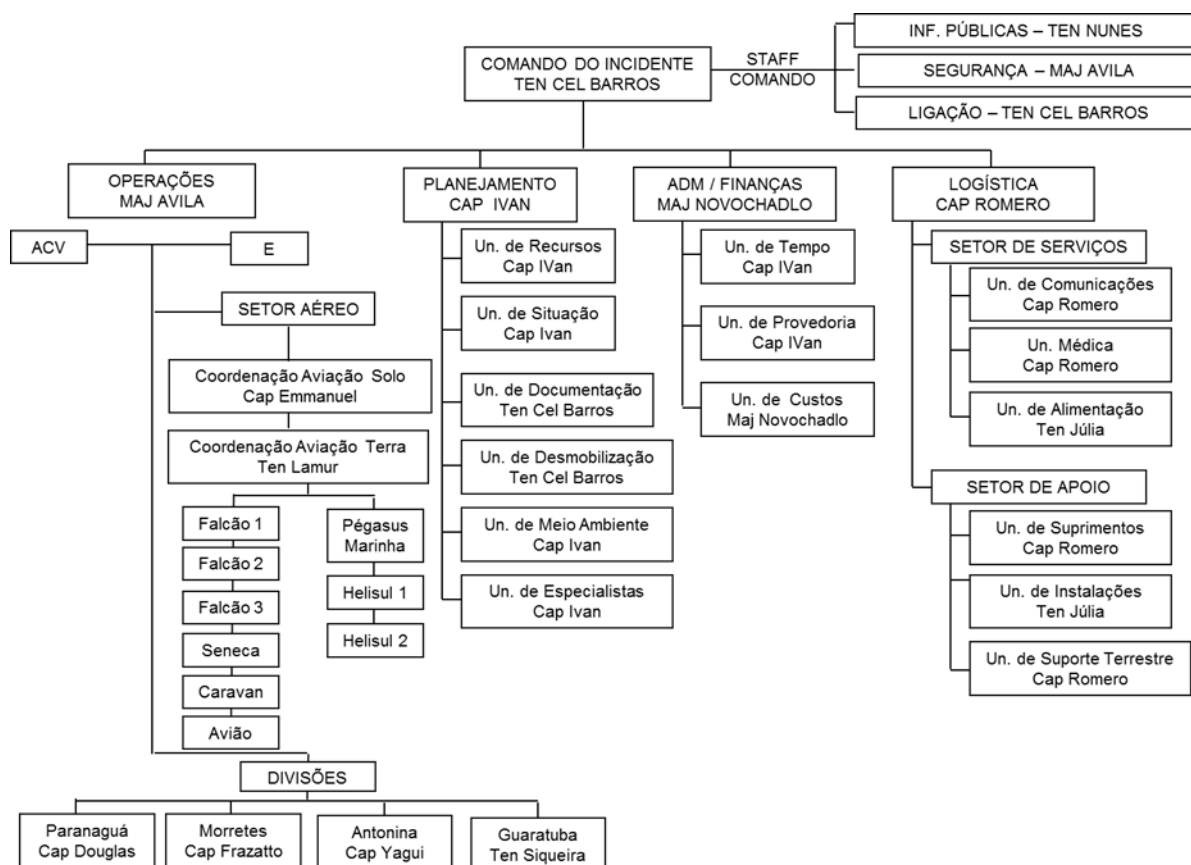 INF. PÚBLICAS – TEN NUNES
COMANDO DO INCIDENTE
TEN CEL BARROS
STAFF
COMANDO
SEGURANÇA – MAJ AVILA
LIGAÇÃO – TEN CEL BARROS
OPERAÇÕES
MAJ AVILA
PLANEJAMENTO
CAP IVAN
ADM / FINANÇAS
MAJ NOVOCHADLO
LOGÍSTICA
CAP ROMERO
ACV
E
SETOR AÉREO
Coordenação Aviação Solo
Cap Emmanuel
Coordenação Aviação Terra
Ten Lamur
Falcão 1
Falcão 2
Falcão 3
Seneca
Caravan
Avião
Pégasus
Marinha
Helisul 1
Helisul 2
DIVISÕES
Paranaguá
Cap Douglas
Morretes
Cap Frazatto
Antonina
Cap Yagui
Guaratuba
Ten Siqueira
Un. de Recursos
Cap IVan
Un. de Situação
Cap Ivan
Un. de Documentação
Ten Cel Barros
Un. de Desmobilização
Ten Cel Barros
Un. de Meio Ambiente
Cap Ivan
Un. de Especialistas
Cap Ivan
Un. de Tempo
Cap IVan
Un. de Provedoria
Cap IVan
Un. de Custos
Maj Novochadlo
SETOR DE SERVIÇOS
Un. de Comunicações
Cap Romero
Un. Médica
Cap Romero
Un. de Alimentação
Ten Júlia
SETOR DE APOIO
Un. de Suprimentos
Cap Romero
Un. de Instalações
Ten Júlia
Un. de Suporte Terrestre
Cap Romero